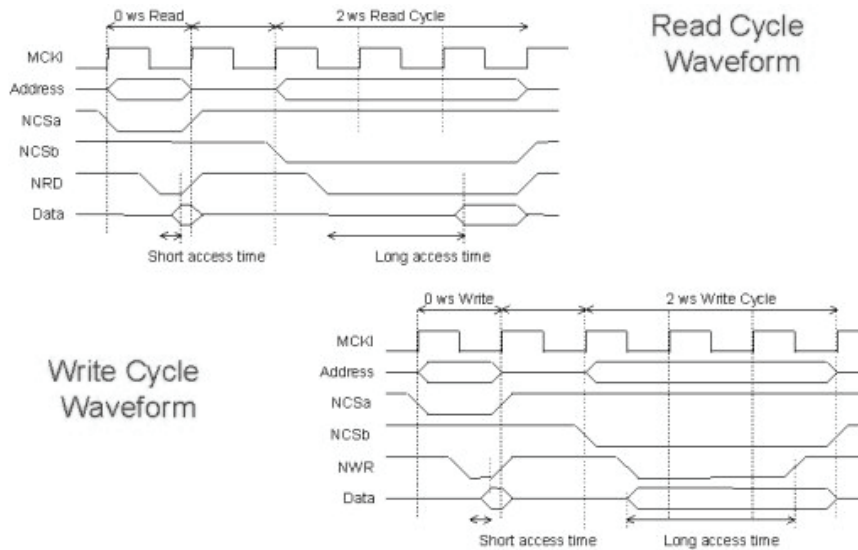 0 ws Read
2 ws Read Cycle
Read Cycle
Waveform
MCKI
Address
NCSa
NCSb
NRD
Data
Short access time
Long access time
0 ws Write
2 ws Write Cycle
Write Cycle
Waveform
MCKI
Address
NCSa
NCSb
NWR
Data
Short access time
Long access time